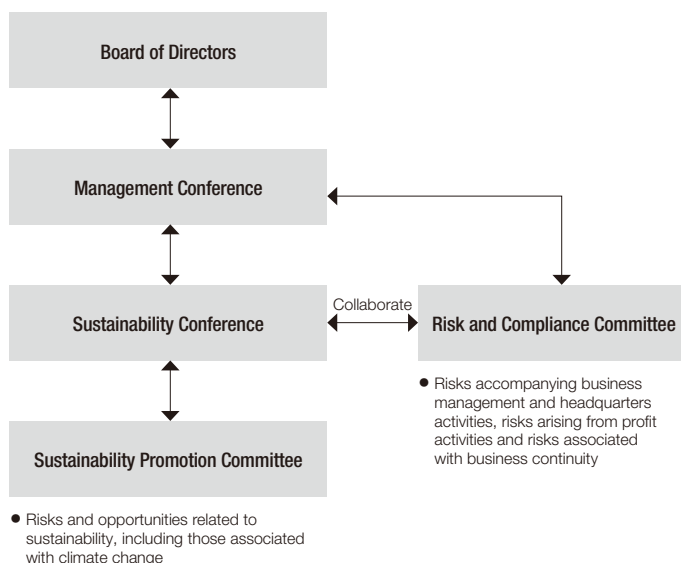 Board of Directors
Management Conference
Collaborate
Sustainability Conference
Risk and Compliance Committee
● Risks accompanying business
management and headquarters
activities, risks arising from profit
activities and risks associated
with business continuity
Sustainability Promotion Committee
● Risks and opportunities related to
sustainability, including those associated
with climate change